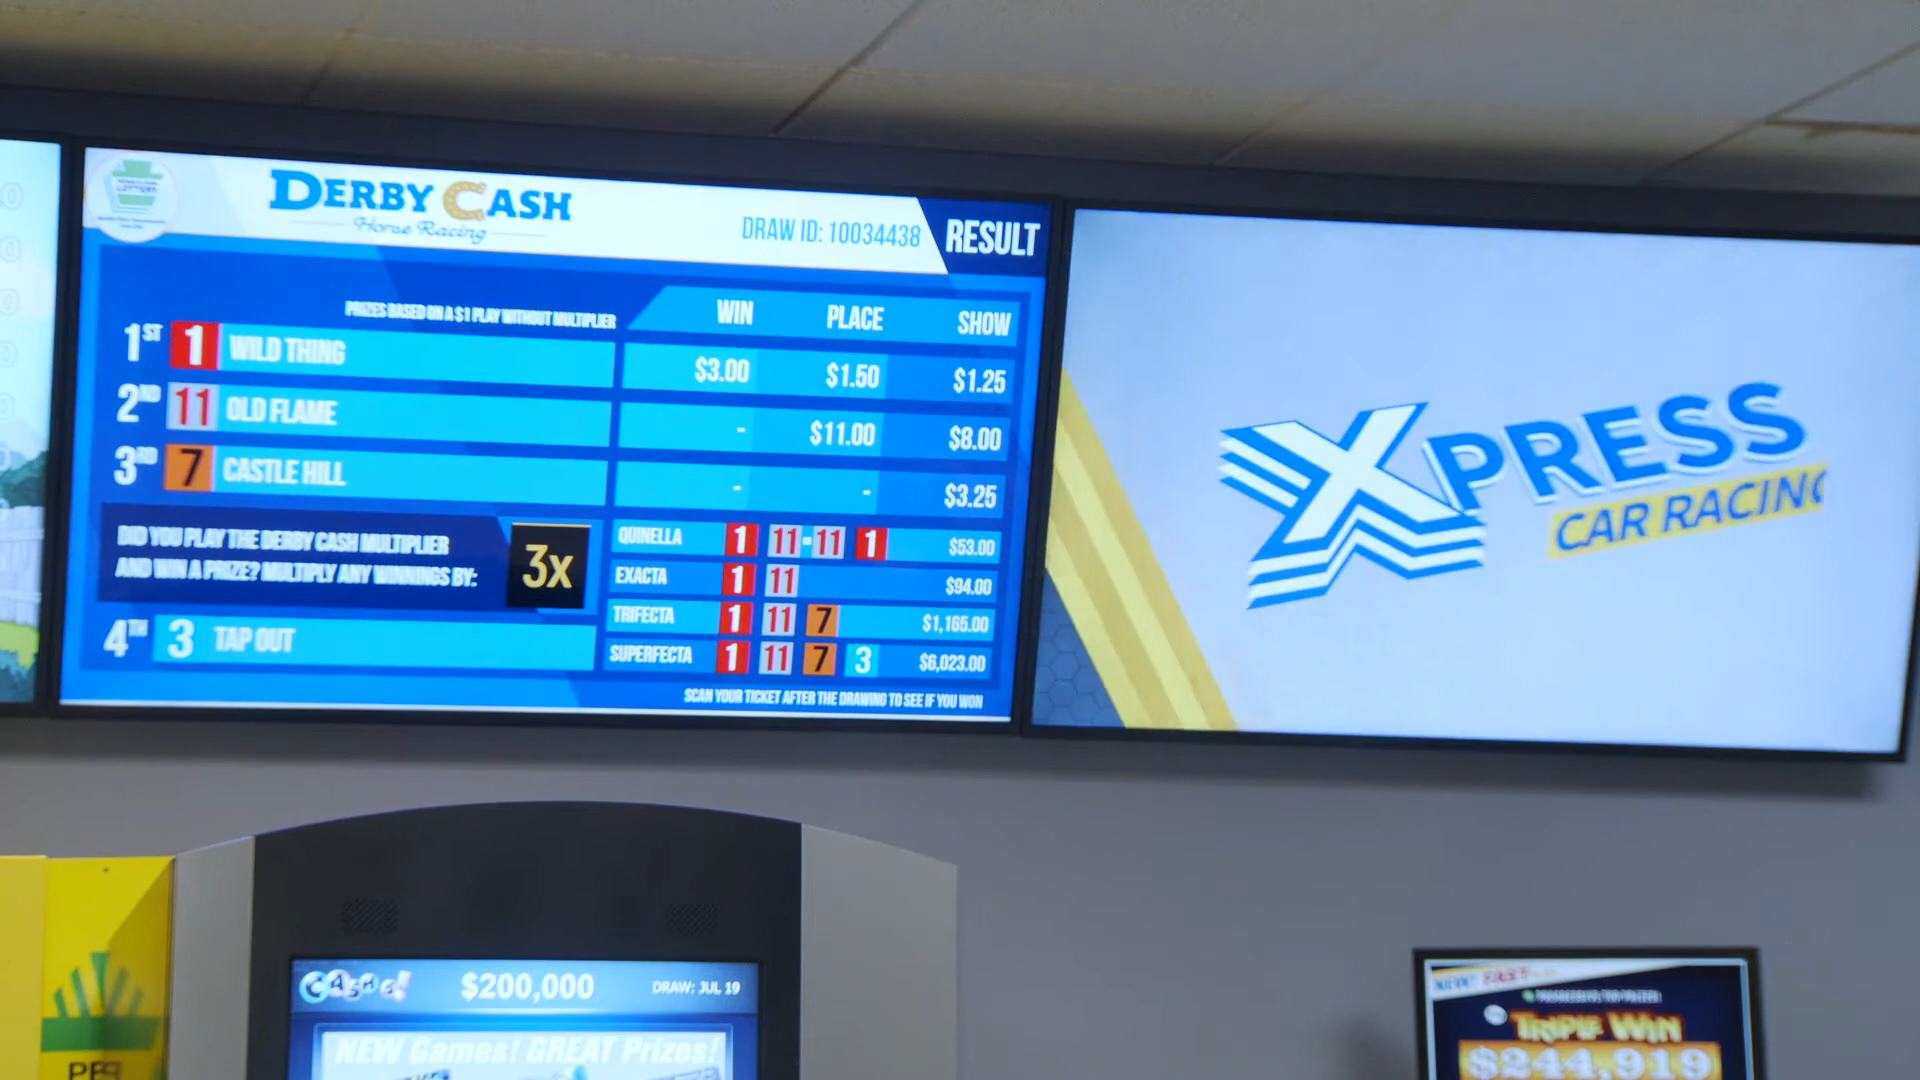 DERBY CASH
Horse Racing
DRAW ID: 10034438
RESULT
PRIZES BASED ON A $1 PLAY WITHOUT MULTIPLIER
WIN PLACE SHOW
1ST 1 WILD THING $3.00 $1.50 $1.25
2ND 11 OLD FLAME - $11.00 $8.00
3RD 7 CASTLE HILL - - $3.25
DID YOU PLAY THE DERBY CASH MULTIPLIER
AND WIN A PRIZE? MULTIPLY ANY WINNINGS BY:
3x
4TH 3 TAP OUT
QUINELLA 1 11-11 1 $53.00
EXACTA 1 11 $94.00
TRIFECTA 1 11 7 $1,165.00
SUPERFECTA 1 11 7 3 $6,023.00
SCAN YOUR TICKET AFTER THE DRAWING TO SEE IF YOU WON
XPRESS
CAR RACING
CASH 5! $200,000 DRAW: JUL 19
NEW Games! GREAT Prizes!
NEW! FAST
TRIPLE WIN
$244,919